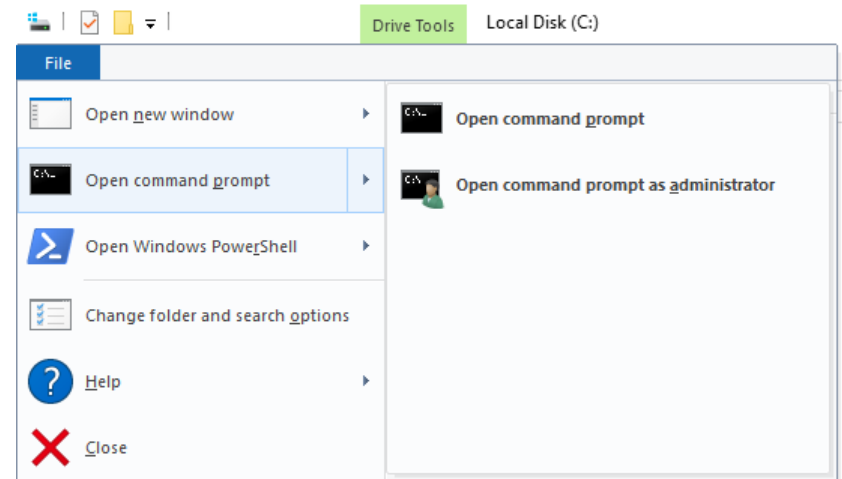 Drive Tools
Local Disk (C:)
File
Open new window
Open command prompt
Open Windows PowerShell
Change folder and search options
Help
Close
C:\_
Open command prompt
C:\
Open command prompt as administrator